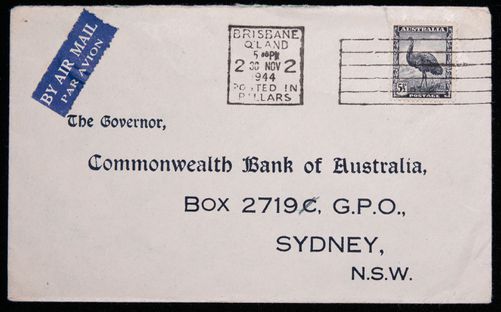 BY AIR MAIL
PAR AVION
BRISBANE
Q'LAND
5 PM
2 30 NOV 2
1944
POSTED IN
PILLARS
AUSTRALIA
5½D
POSTAGE
The Governor,
Commonwealth Bank of Australia,
BOX 2719C, G.P.O.,
SYDNEY,
N.S.W.